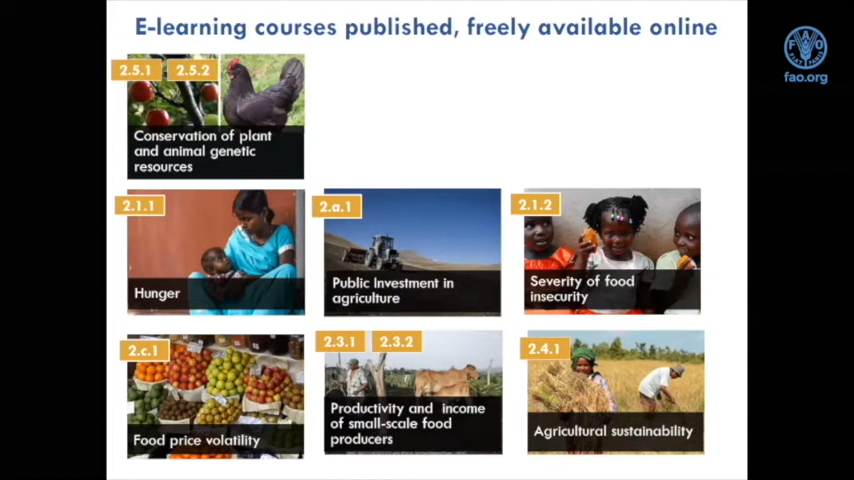 E-learning courses published, freely available online
FAO
FIAT PANIS
fao.org
2.5.1
2.5.2
Conservation of plant
and animal genetic
resources
2.1.1
Hunger
2.a.1
Public Investment in
agriculture
2.1.2
Severity of food
insecurity
2.c.1
Food price volatility
2.3.1
2.3.2
Productivity and income
of small-scale food
producers
2.4.1
Agricultural sustainability